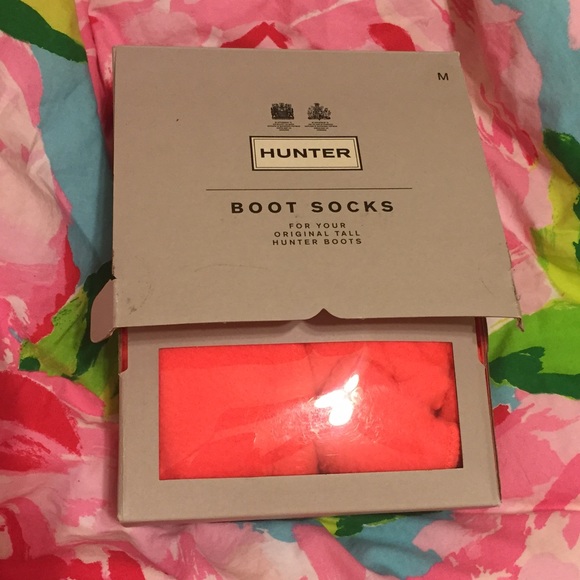 M
HUNTER
BOOT SOCKS
FOR YOUR
ORIGINAL TALL
HUNTER BOOTS